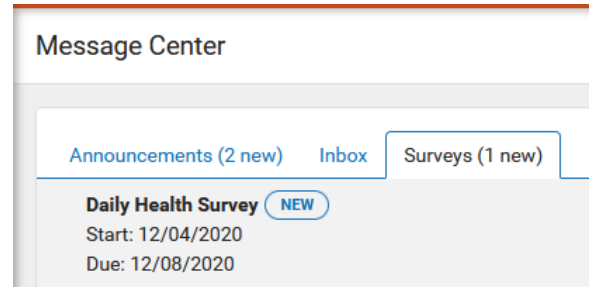 Message Center
Announcements (2 new) Inbox Surveys (1 new)
Daily Health Survey NEW
Start: 12/04/2020
Due: 12/08/2020